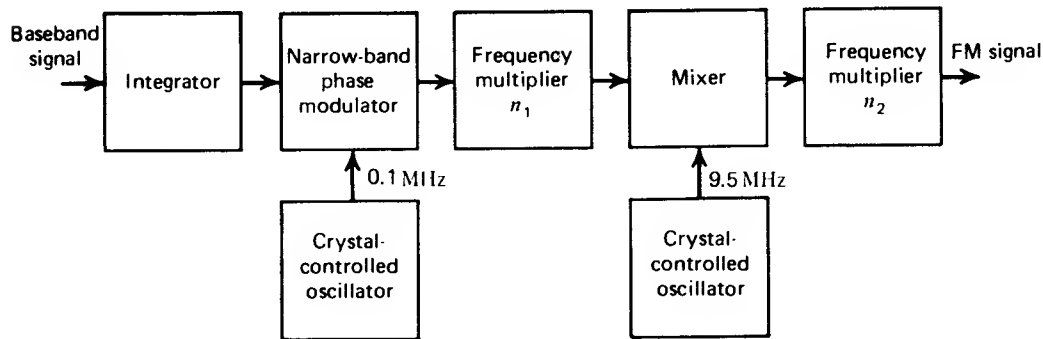 Baseband
signal
Integrator
Narrow-band
phase
modulator
Frequency
multiplier
n₁
Mixer
Frequency
multiplier
n₂
FM signal
0.1 MHz
9.5 MHz
Crystal-
controlled
oscillator
Crystal-
controlled
oscillator